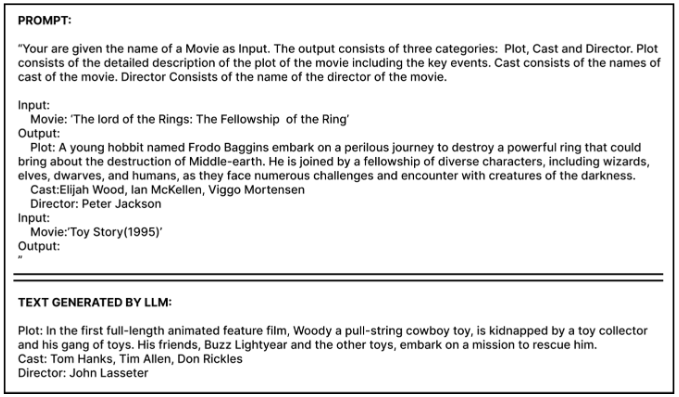 PROMPT:
"Your are given the name of a Movie as Input. The output consists of three categories:  Plot, Cast and Director. Plot
consists of the detailed description of the plot of the movie including the key events. Cast consists of the names of
cast of the movie. Director Consists of the name of the director of the movie.
Input:
Movie: 'The lord of the Rings: The Fellowship  of the Ring'
Output:
Plot: A young hobbit named Frodo Baggins embark on a perilous journey to destroy a powerful ring that could
bring about the destruction of Middle-earth. He is joined by a fellowship of diverse characters, including wizards,
elves, dwarves, and humans, as they face numerous challenges and encounter with creatures of the darkness.
Cast:Elijah Wood, Ian McKellen, Viggo Mortensen
Director: Peter Jackson
Input:
Movie:'Toy Story(1995)'
Output:
"
TEXT GENERATED BY LLM:
Plot: In the first full-length animated feature film, Woody a pull-string cowboy toy, is kidnapped by a toy collector
and his gang of toys. His friends, Buzz Lightyear and the other toys, embark on a mission to rescue him.
Cast: Tom Hanks, Tim Allen, Don Rickles
Director: John Lasseter